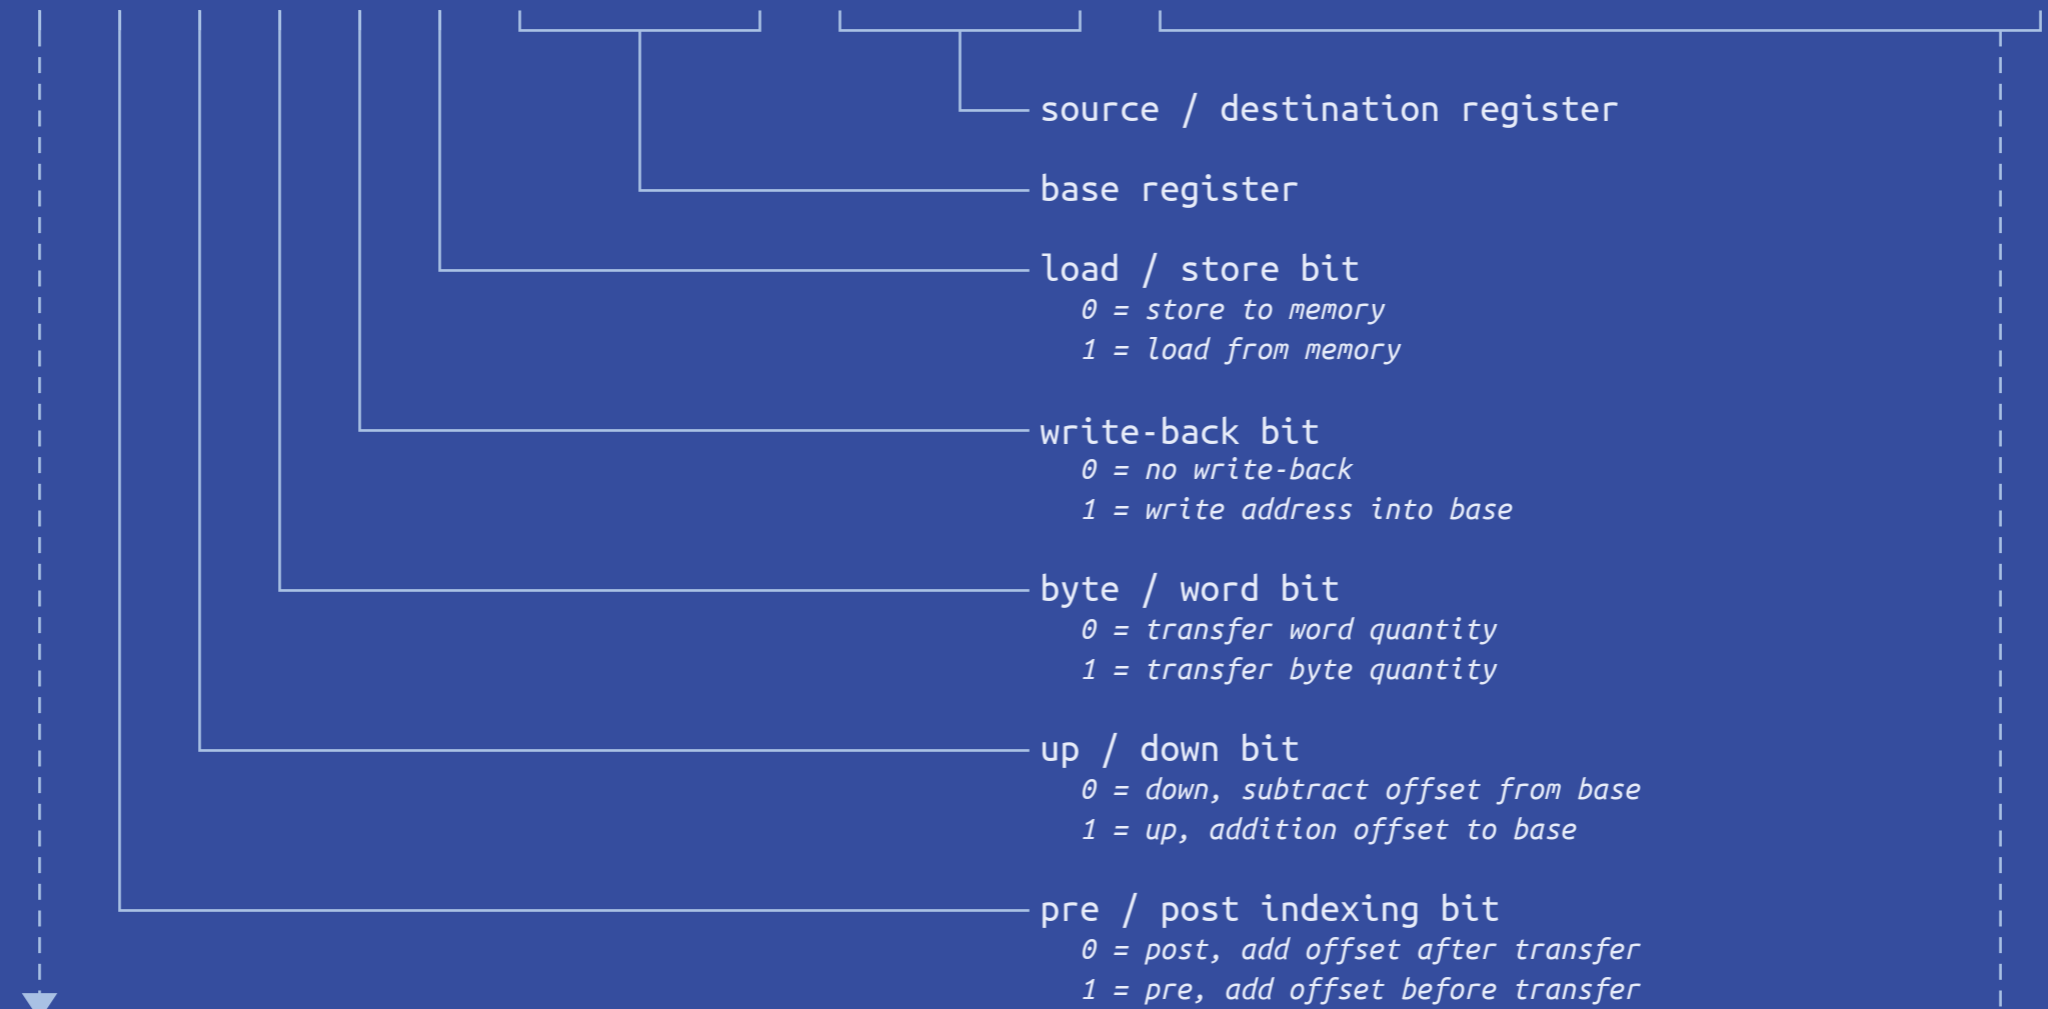 source / destination register
base register
load / store bit
0 = store to memory
1 = load from memory
write-back bit
0 = no write-back
1 = write address into base
byte / word bit
0 = transfer word quantity
1 = transfer byte quantity
up / down bit
0 = down, subtract offset from base
1 = up, addition offset to base
pre / post indexing bit
0 = post, add offset after transfer
1 = pre, add offset before transfer